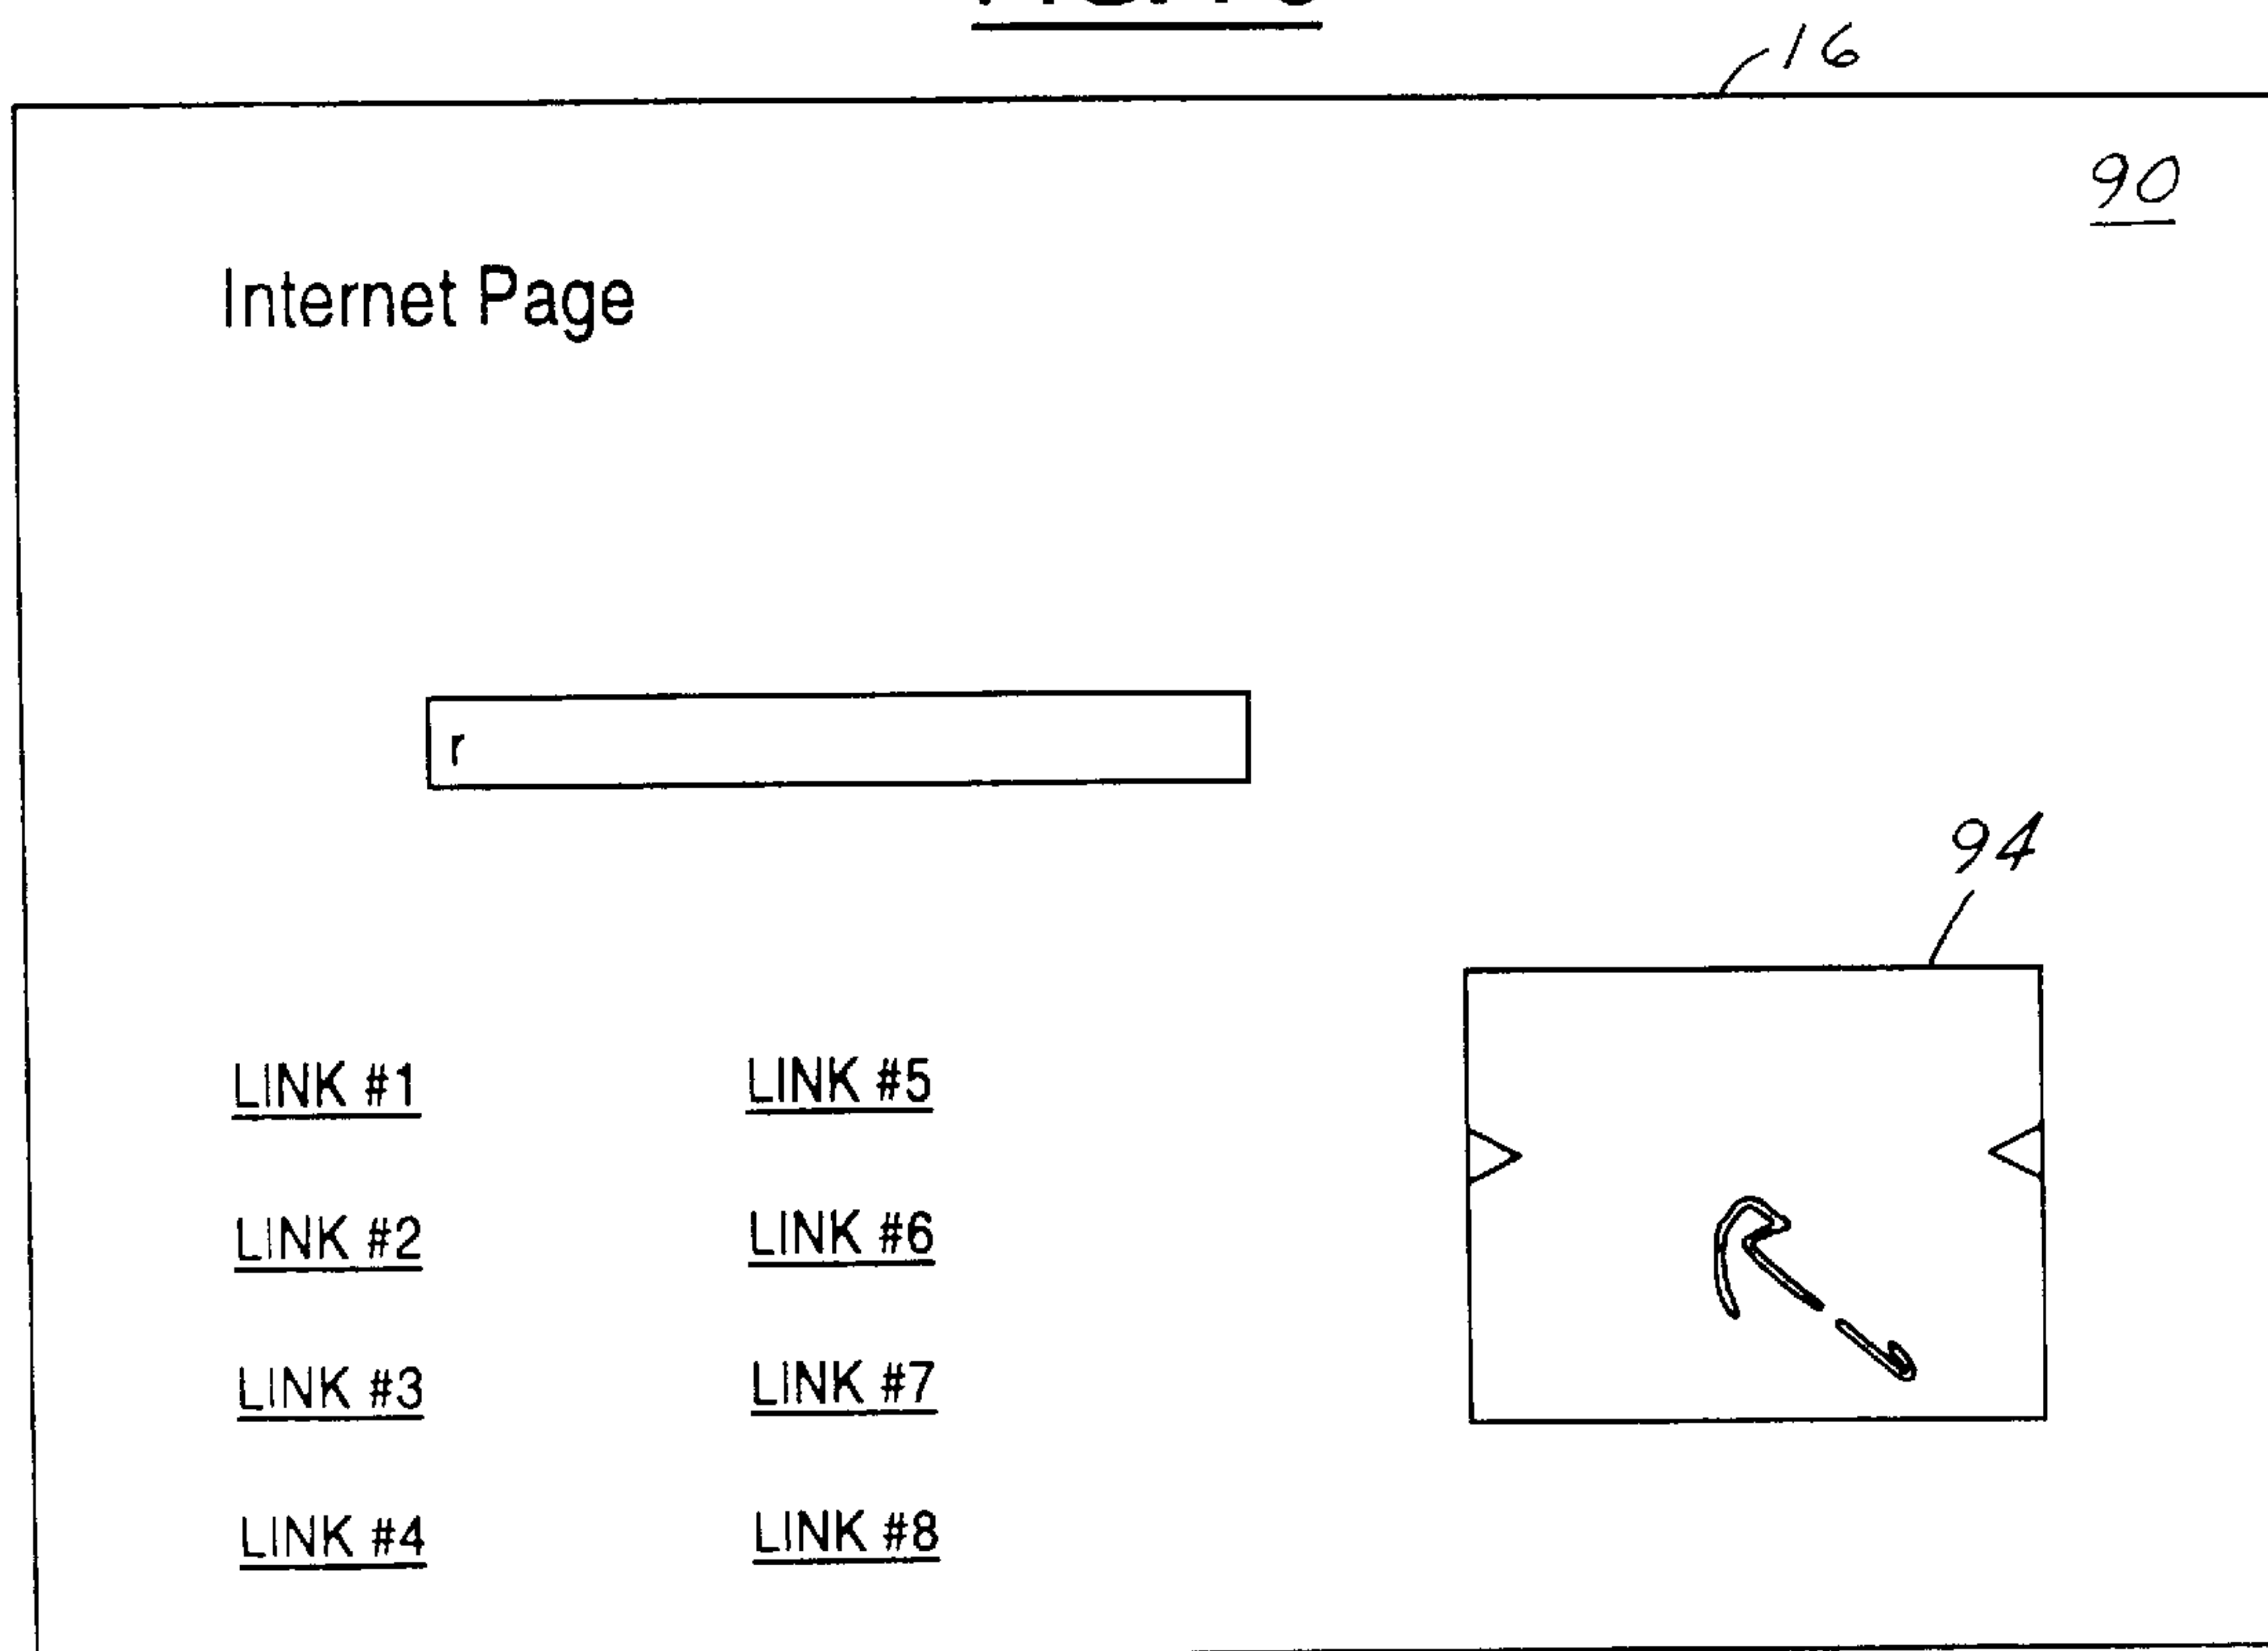 16
90
Internet Page
r
94
LINK #1 LINK #5
LINK #2 LINK #6
LINK #3 LINK #7
LINK #4 LINK #8